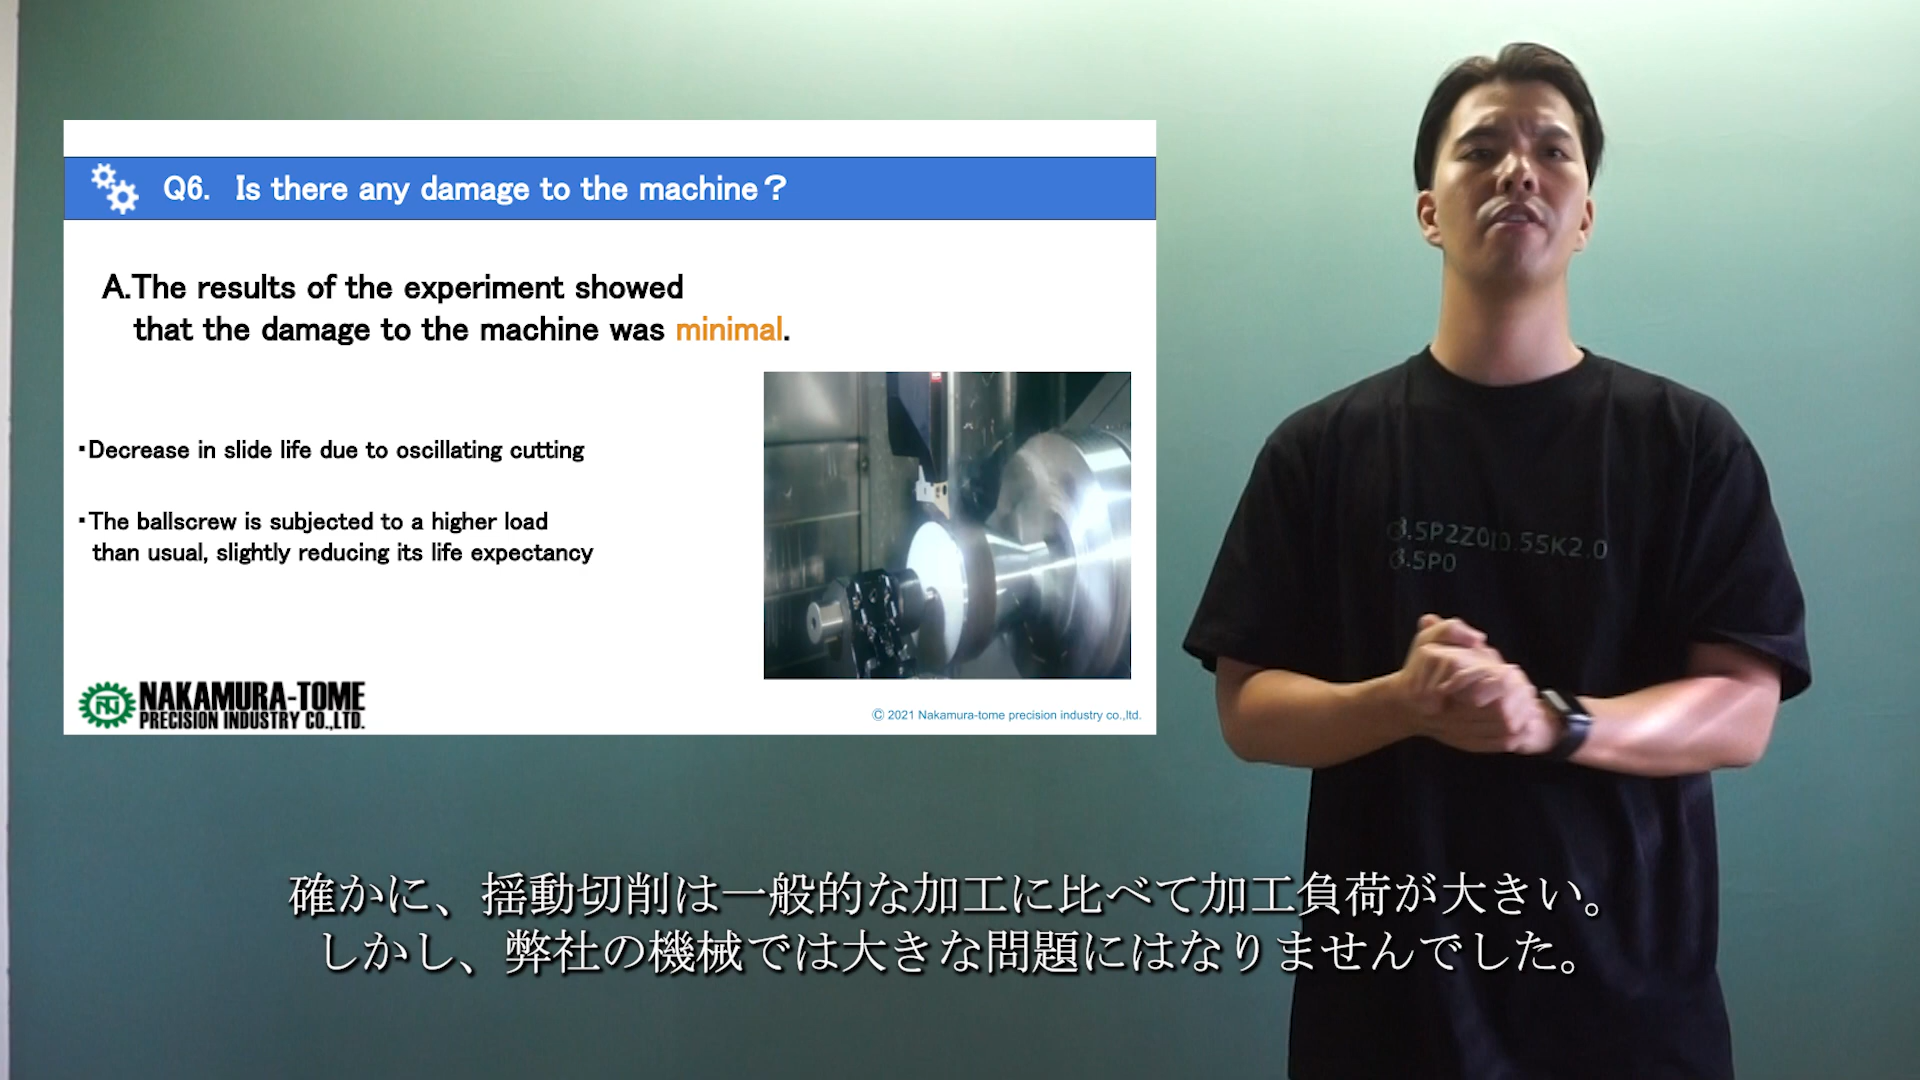 Q6. Is there any damage to the machine？
A.The results of the experiment showed
that the damage to the machine was minimal.
・Decrease in slide life due to oscillating cutting
・The ballscrew is subjected to a higher load
than usual, slightly reducing its life expectancy
NAKAMURA-TOME
PRECISION INDUSTRY CO.,LTD.
© 2021 Nakamura-tome precision industry co.,ltd.
.5P2Z0I0.55K2.0
.5P0
確かに、揺動切削は一般的な加工に比べて加工負荷が大きい。
しかし、弊社の機械では大きな問題にはなりませんでした。